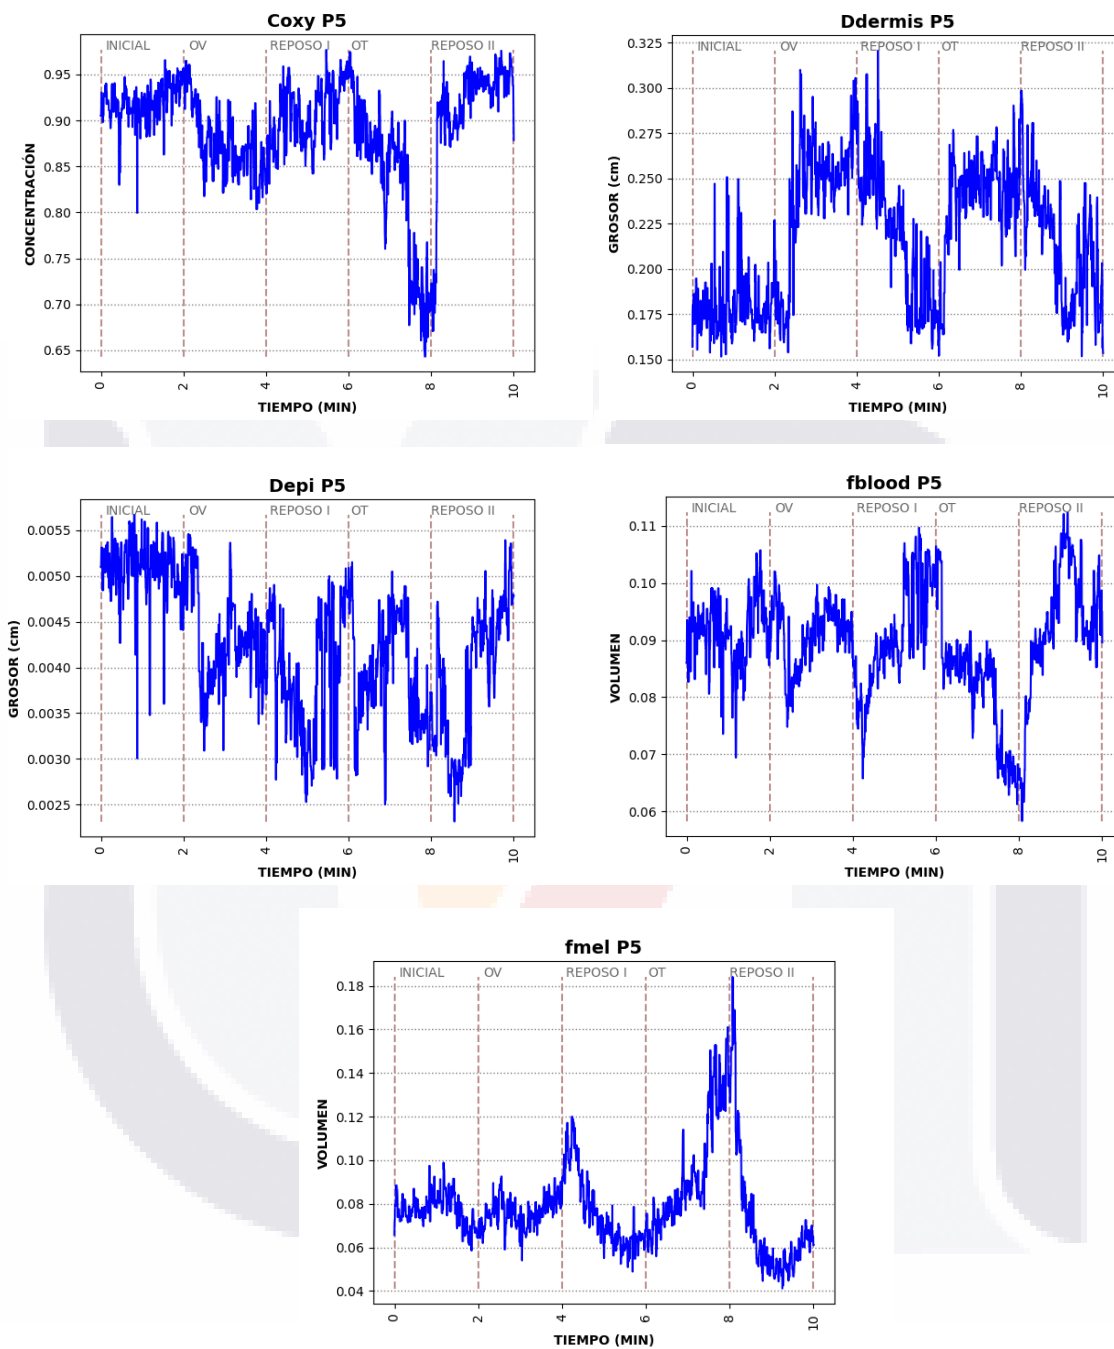 Coxy P5
INICIAL OV REPOSO I OT REPOSO II
0.95
0.90
0.85
0.80
0.75
0.70
0.65
CONCENTRACIÓN
0 2 4 6 8 10
TIEMPO (MIN)
Ddermis P5
INICIAL OV REPOSO I OT REPOSO II
0.325
0.300
0.275
0.250
0.225
0.200
0.175
0.150
GROSOR (cm)
0 2 4 6 8 10
TIEMPO (MIN)
Depi P5
INICIAL OV REPOSO I OT REPOSO II
0.0055
0.0050
0.0045
0.0040
0.0035
0.0030
0.0025
GROSOR (cm)
0 2 4 6 8 10
TIEMPO (MIN)
fblood P5
INICIAL OV REPOSO I OT REPOSO II
0.11
0.10
0.09
0.08
0.07
0.06
VOLUMEN
0 2 4 6 8 10
TIEMPO (MIN)
fmel P5
INICIAL OV REPOSO I OT REPOSO II
0.18
0.16
0.14
0.12
0.10
0.08
0.06
0.04
VOLUMEN
0 2 4 6 8 10
TIEMPO (MIN)